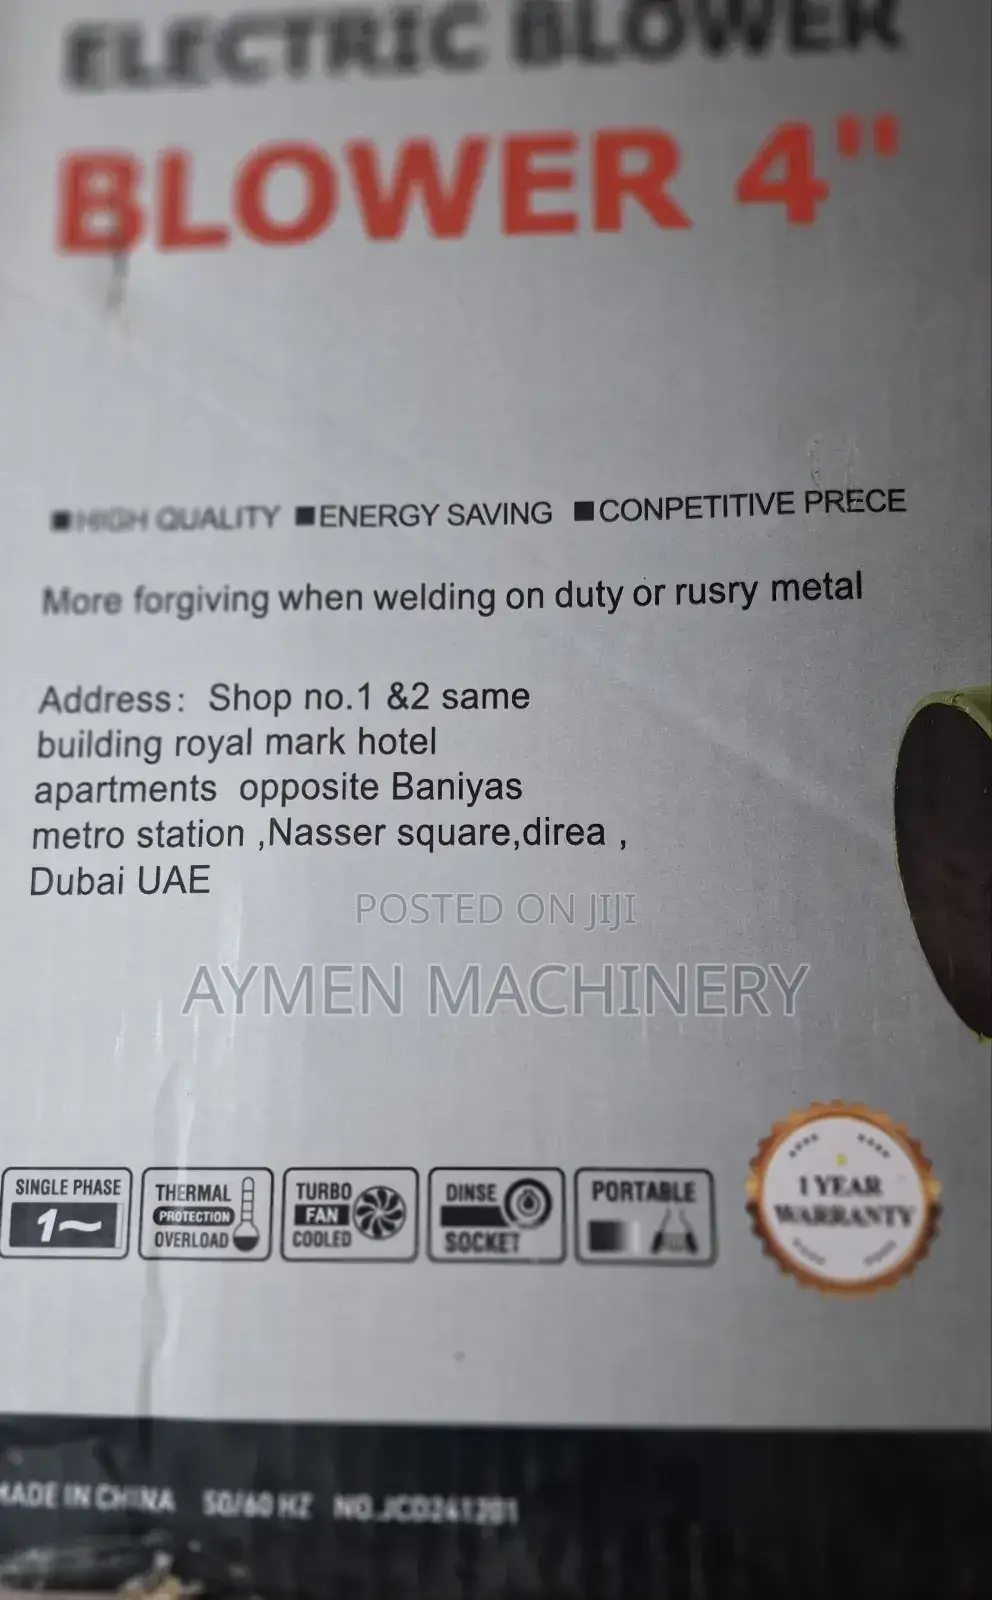 ELECTRIC BLOWER
BLOWER 4"
■HIGH QUALITY ■ENERGY SAVING ■CONPETITIVE PRECE
More forgiving when welding on duty or rusry metal
Address: Shop no.1 &2 same
building royal mark hotel
apartments opposite Baniyas
metro station ,Nasser square,direa ,
Dubai UAE
POSTED ON JIJI
AYMEN MACHINERY
SINGLE PHASE
1~
THERMAL
PROTECTION
OVERLOAD
TURBO
FAN
COOLED
DINSE
SOCKET
PORTABLE
1 YEAR
WARRANTY
MADE IN CHINA 50/60 HZ NO.JCD241201